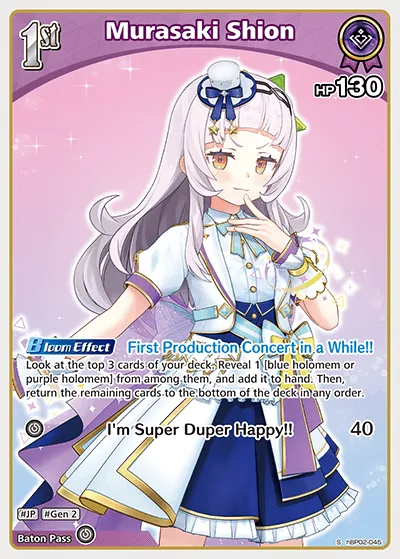 1st
Murasaki Shion
HP 130
Bloom Effect First Production Concert in a While!!
Look at the top 3 cards of your deck. Reveal 1 [blue holomem or
purple holomem] from among them, and add it to hand. Then,
return the remaining cards to the bottom of the deck in any order.
I'm Super Duper Happy!! 40
#JP #Gen 2
Baton Pass
S hBP02-045